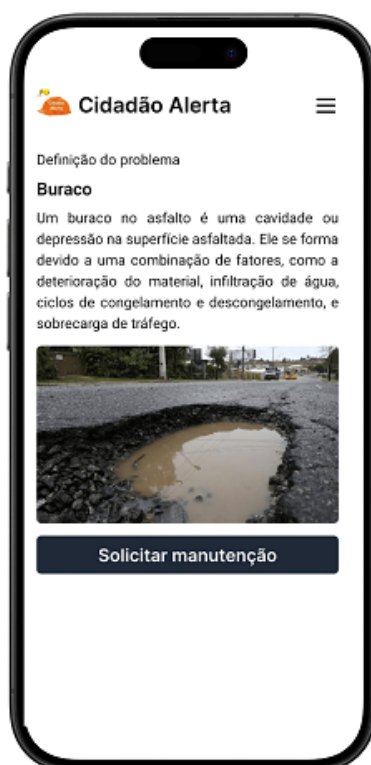 Cidadão Alerta
Definição do problema
Buraco
Um buraco no asfalto é uma cavidade ou
depressão na superfície asfaltada. Ele se forma
devido a uma combinação de fatores, como a
deterioração do material, infiltração de água,
ciclos de congelamento e descongelamento, e
sobrecarga de tráfego.
Solicitar manutenção